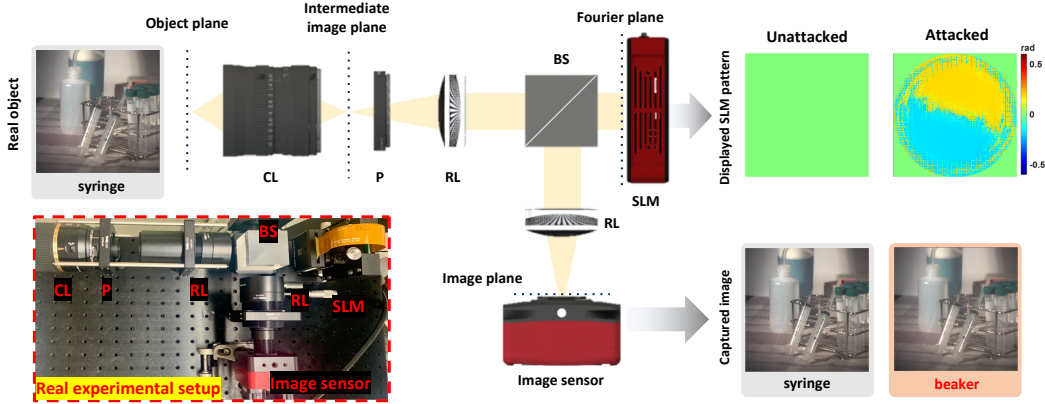 Real object
syringe
Object plane
Intermediate
image plane
CL
P
RL
BS
Fourier plane
SLM
RL
Image plane
Image sensor
Displayed SLM pattern
Unattacked
Attacked
rad
0.5
0
-0.5
Captured image
syringe
beaker
BS
CL
P
RL
RL
SLM
Real experimental setup
Image sensor